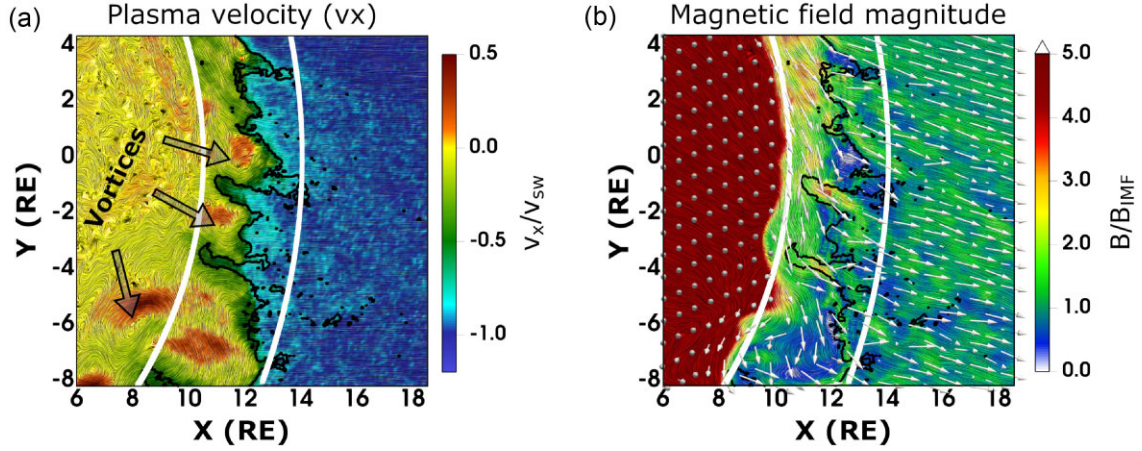 (a) Plasma velocity (vx)
4
2
0
-2
-4
-6
-8
Y (RE)
Vortices
6 8 10 12 14 16 18
X (RE)
0.5
0.0
-0.5
-1.0
vx/vsw
(b) Magnetic field magnitude
4
2
0
-2
-4
-6
-8
Y (RE)
6 8 10 12 14 16 18
X (RE)
5.0
4.0
3.0
2.0
1.0
0.0
B/BIMF